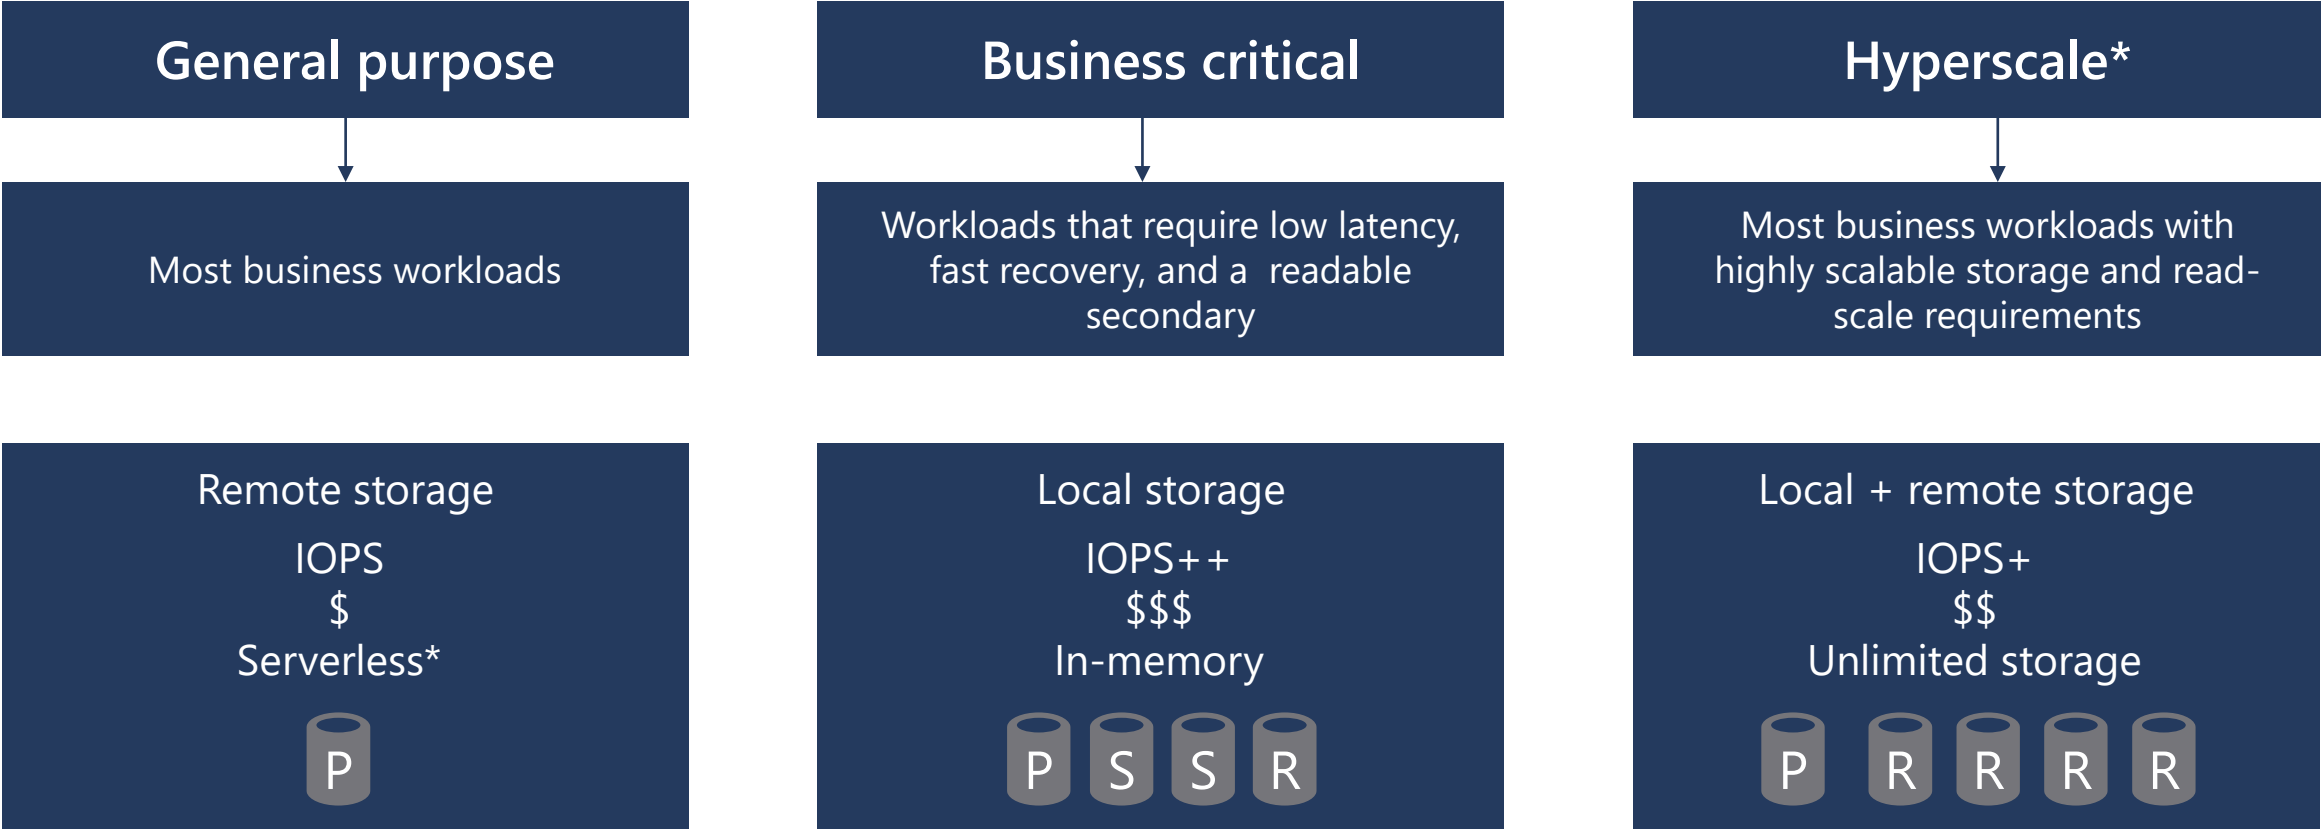 General purpose
Most business workloads
Remote storage
IOPS
$
Serverless*
P
Business critical
Workloads that require low latency,
fast recovery, and a  readable
secondary
Local storage
IOPS++
$$$
In-memory
P S S R
Hyperscale*
Most business workloads with
highly scalable storage and read-
scale requirements
Local + remote storage
IOPS+
$$
Unlimited storage
P R R R R